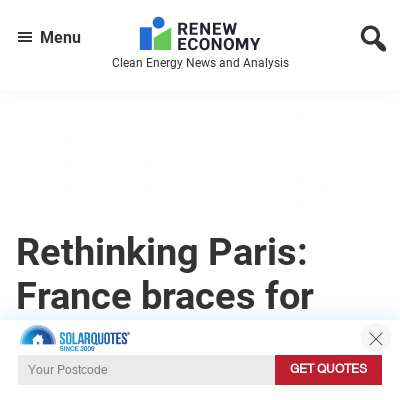 Menu
RENEW
ECONOMY
Clean Energy News and Analysis
Rethinking Paris:
France braces for
SOLARQUOTES®
SINCE 2009
Your Postcode
GET QUOTES